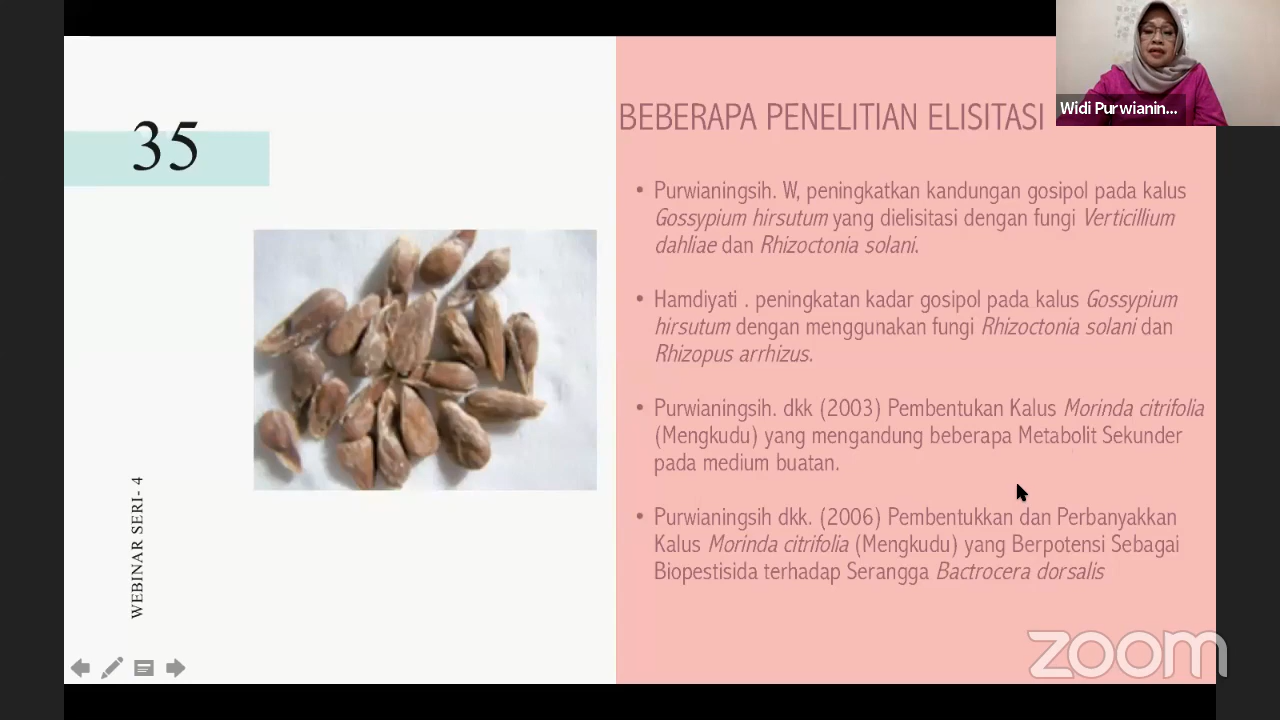 35
BEBERAPA PENELITIAN ELISITASI
Widi Purwianin...
• Purwianingsih. W, peningkatkan kandungan gosipol pada kalus
Gossypium hirsutum yang dielisitasi dengan fungi Verticillium
dahliae dan Rhizoctonia solani.
• Hamdiyati . peningkatan kadar gosipol pada kalus Gossypium
hirsutum dengan menggunakan fungi Rhizoctonia solani dan
Rhizopus arrhizus.
• Purwianingsih. dkk (2003) Pembentukan Kalus Morinda citrifolia
(Mengkudu) yang mengandung beberapa Metabolit Sekunder
pada medium buatan.
• Purwianingsih dkk. (2006) Pembentukkan dan Perbanyakkan
Kalus Morinda citrifolia (Mengkudu) yang Berpotensi Sebagai
Biopestisida terhadap Serangga Bactrocera dorsalis
WEBINAR SERI- 4
zoom